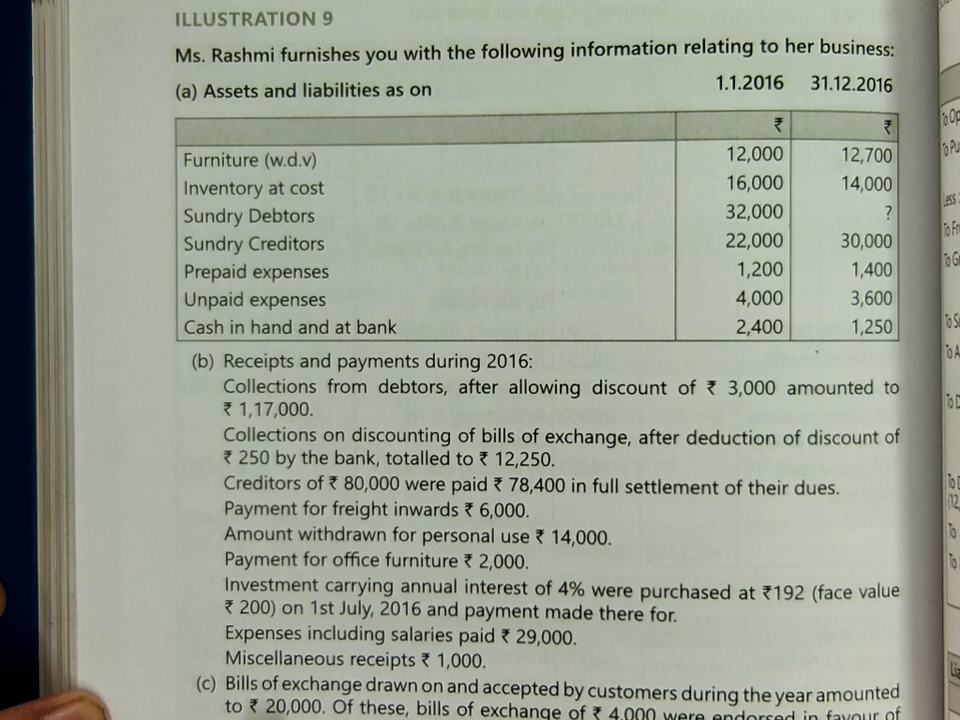 ILLUSTRATION 9
Ms. Rashmi furnishes you with the following information relating to her business:
(a) Assets and liabilities as on 1.1.2016 31.12.2016
₹ ₹
Furniture (w.d.v) 12,000 12,700
Inventory at cost 16,000 14,000
Sundry Debtors 32,000 ?
Sundry Creditors 22,000 30,000
Prepaid expenses 1,200 1,400
Unpaid expenses 4,000 3,600
Cash in hand and at bank 2,400 1,250
(b) Receipts and payments during 2016:
Collections from debtors, after allowing discount of ₹ 3,000 amounted to
₹ 1,17,000.
Collections on discounting of bills of exchange, after deduction of discount of
₹ 250 by the bank, totalled to ₹ 12,250.
Creditors of ₹ 80,000 were paid ₹ 78,400 in full settlement of their dues.
Payment for freight inwards ₹ 6,000.
Amount withdrawn for personal use ₹ 14,000.
Payment for office furniture ₹ 2,000.
Investment carrying annual interest of 4% were purchased at ₹192 (face value
₹ 200) on 1st July, 2016 and payment made there for.
Expenses including salaries paid ₹ 29,000.
Miscellaneous receipts ₹ 1,000.
(c) Bills of exchange drawn on and accepted by customers during the year amounted
to ₹ 20,000. Of these, bills of exchange of ₹ 4,000 were endorsed in favour of